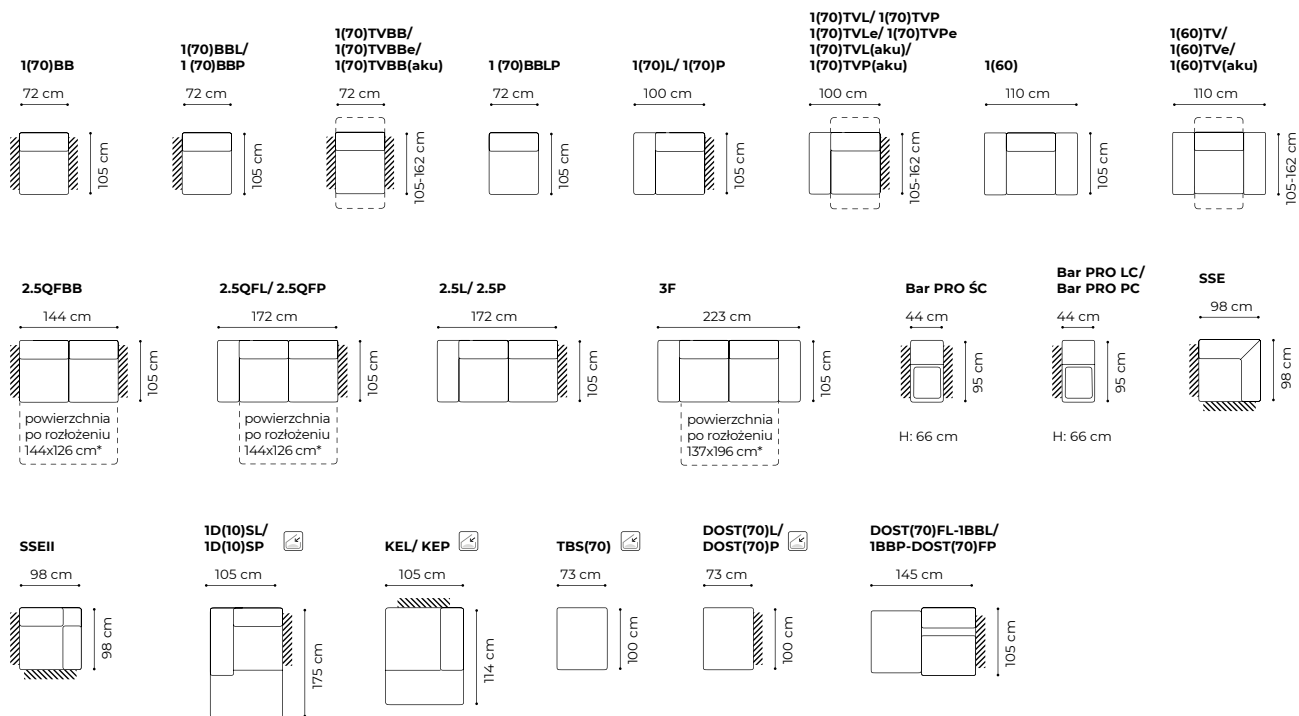 1(70)BB
72 cm
105 cm
1(70)BBL/
1 (70)BBP
72 cm
105 cm
1(70)TVBB/
1(70)TVBBe/
1(70)TVBB(aku)
72 cm
105-162 cm
1 (70)BBLP
72 cm
105 cm
1(70)L/ 1(70)P
100 cm
105 cm
1(70)TVL/ 1(70)TVP
1(70)TVLe/ 1(70)TVPe
1(70)TVL(aku)/
1(70)TVP(aku)
100 cm
105-162 cm
1(60)
110 cm
105 cm
1(60)TV/
1(60)TVe/
1(60)TV(aku)
110 cm
105-162 cm
2.5QFBB
144 cm
105 cm
powierzchnia
po rozłożeniu
144x126 cm*
2.5QFL/ 2.5QFP
172 cm
105 cm
powierzchnia
po rozłożeniu
144x126 cm*
2.5L/ 2.5P
172 cm
105 cm
3F
223 cm
105 cm
powierzchnia
po rozłożeniu
137x196 cm*
Bar PRO ŚC
44 cm
95 cm
H: 66 cm
Bar PRO LC/
Bar PRO PC
44 cm
95 cm
H: 66 cm
SSE
98 cm
98 cm
SSEII
98 cm
98 cm
1D(10)SL/
1D(10)SP
105 cm
175 cm
KEL/ KEP
105 cm
114 cm
TBS(70)
73 cm
100 cm
DOST(70)L/
DOST(70)P
73 cm
100 cm
DOST(70)FL-1BBL/
1BBP-DOST(70)FP
145 cm
105 cm